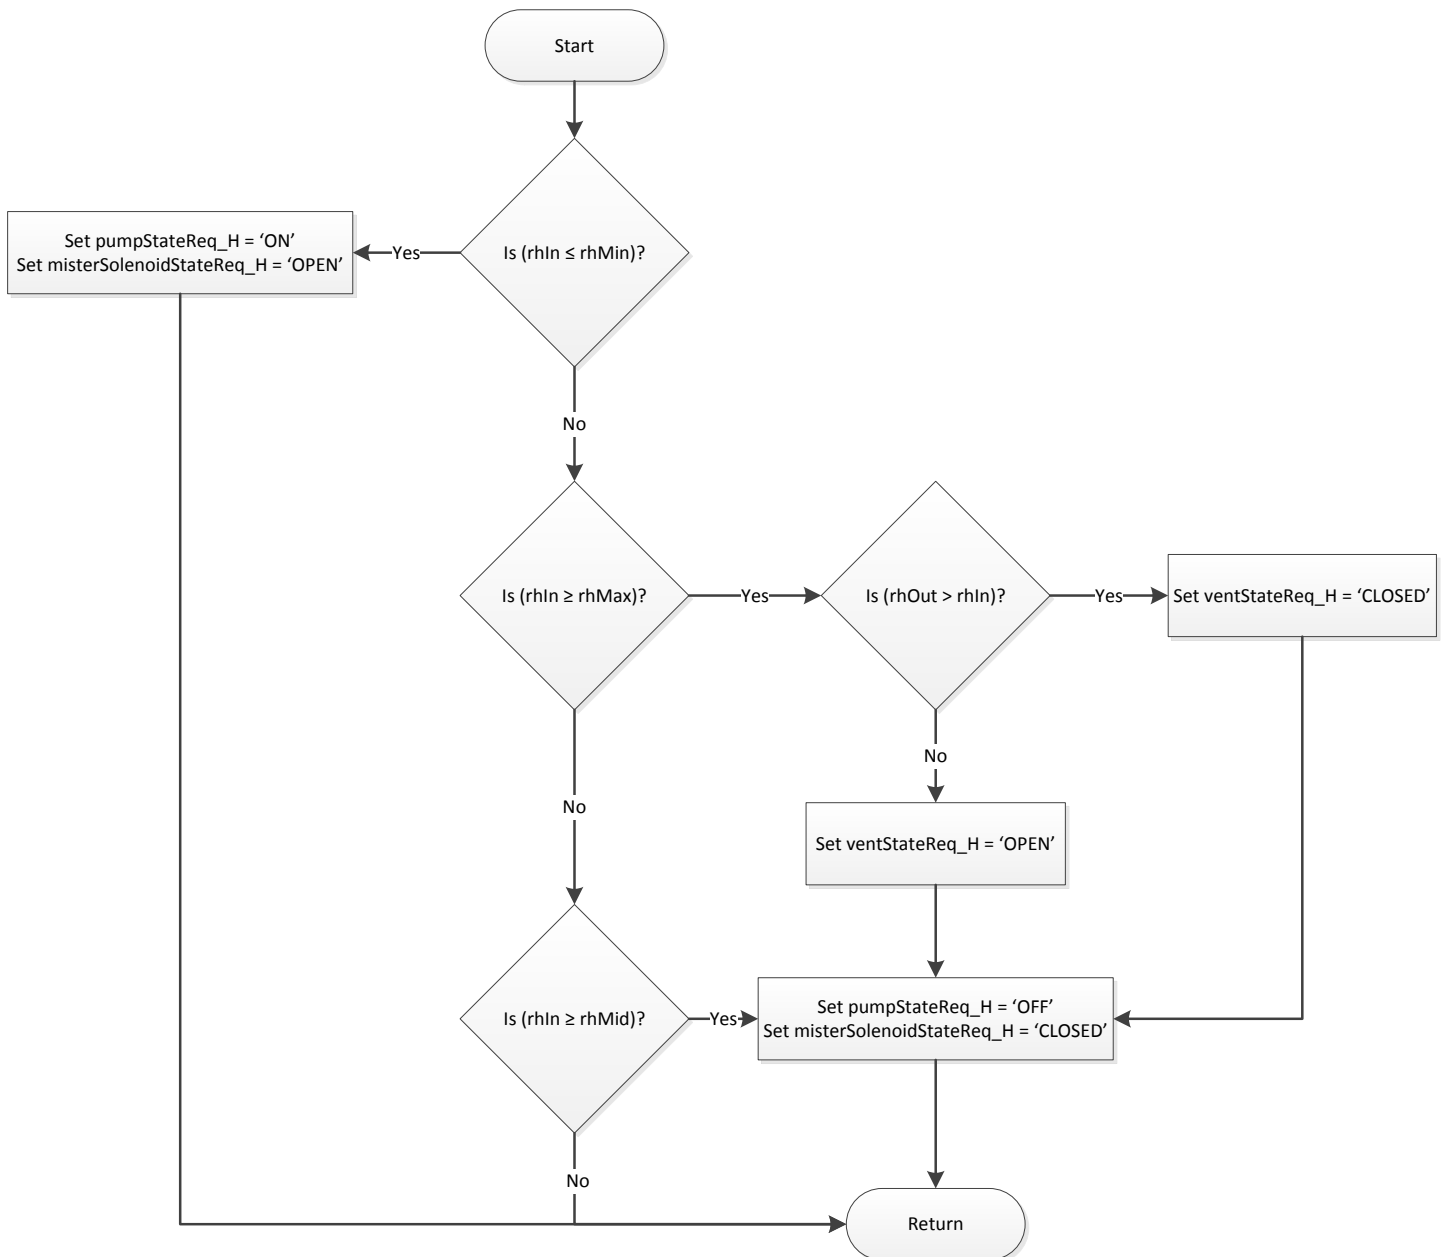 Start
Is (rhIn ≤ rhMin)?
Yes
Set pumpStateReq_H = ‘ON’
Set misterSolenoidStateReq_H = ‘OPEN’
No
Is (rhIn ≥ rhMax)?
Yes
Is (rhOut > rhIn)?
Yes
Set ventStateReq_H = ‘CLOSED’
No
Set ventStateReq_H = ‘OPEN’
No
Is (rhIn ≥ rhMid)?
Yes
Set pumpStateReq_H = ‘OFF’
Set misterSolenoidStateReq_H = ‘CLOSED’
No
Return